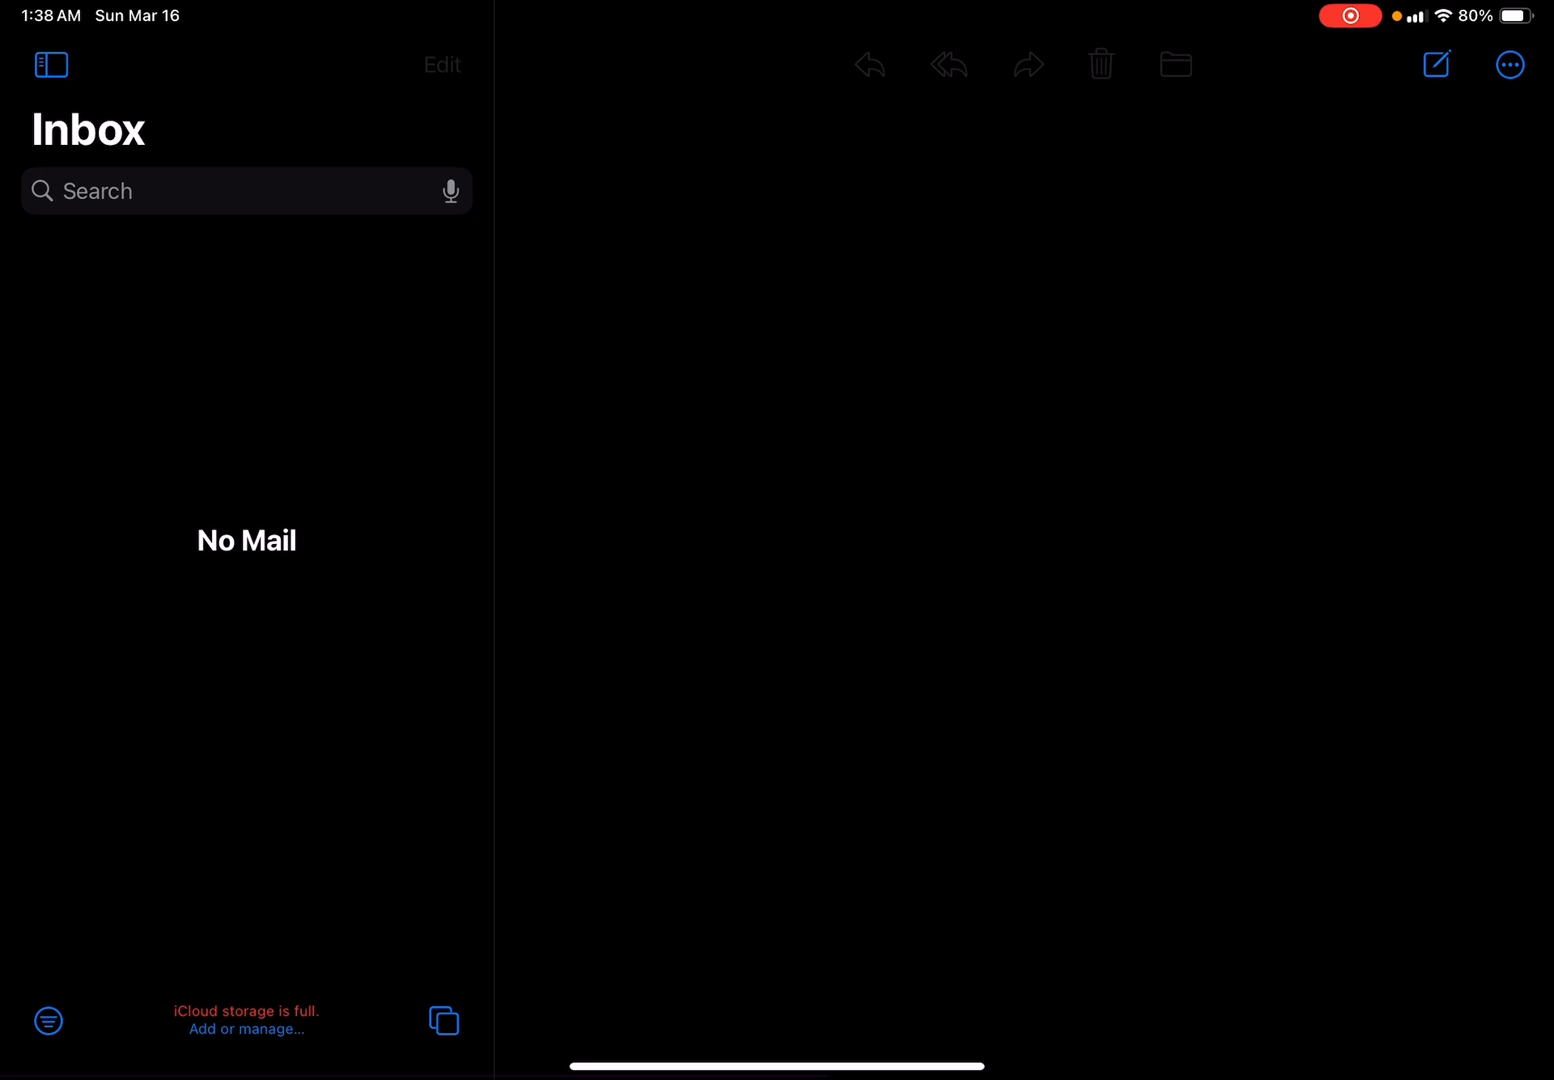 1:38 AM Sun Mar 16
80%
Edit
Inbox
Search
No Mail
iCloud storage is full.
Add or manage...